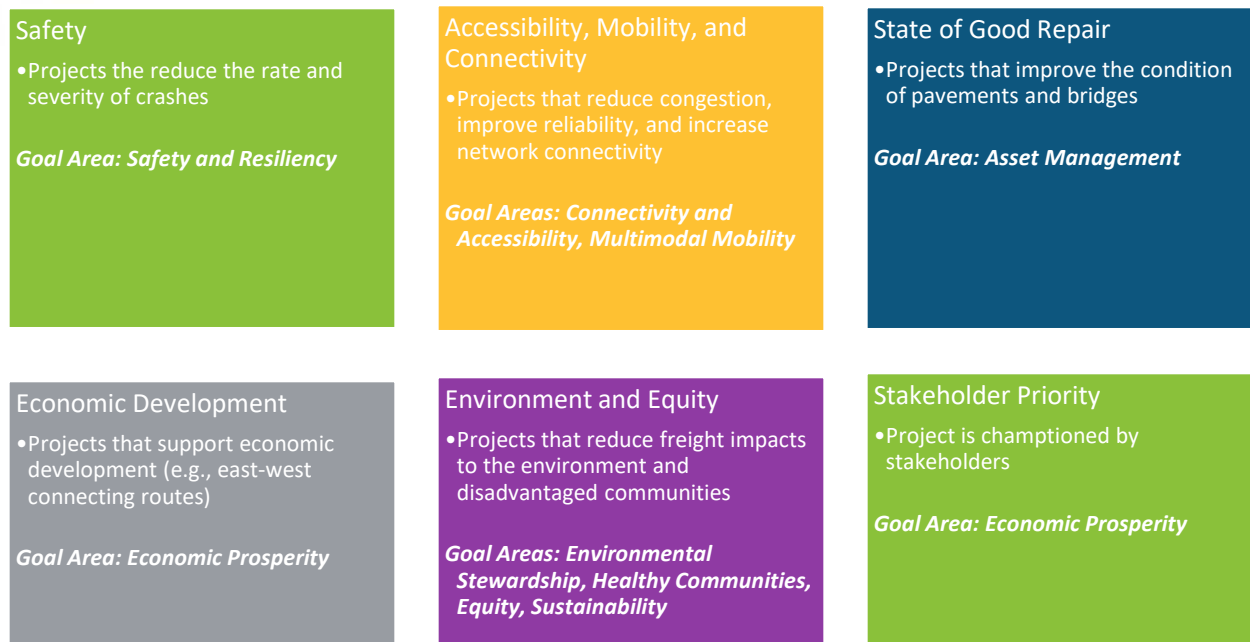 Safety
•Projects the reduce the rate and
severity of crashes
Goal Area: Safety and Resiliency
Accessibility, Mobility, and
Connectivity
•Projects that reduce congestion,
improve reliability, and increase
network connectivity
Goal Areas: Connectivity and
Accessibility, Multimodal Mobility
State of Good Repair
•Projects that improve the condition
of pavements and bridges
Goal Area: Asset Management
Economic Development
•Projects that support economic
development (e.g., east-west
connecting routes)
Goal Area: Economic Prosperity
Environment and Equity
•Projects that reduce freight impacts
to the environment and
disadvantaged communities
Goal Areas: Environmental
Stewardship, Healthy Communities,
Equity, Sustainability
Stakeholder Priority
•Project is champtioned by
stakeholders
Goal Area: Economic Prosperity